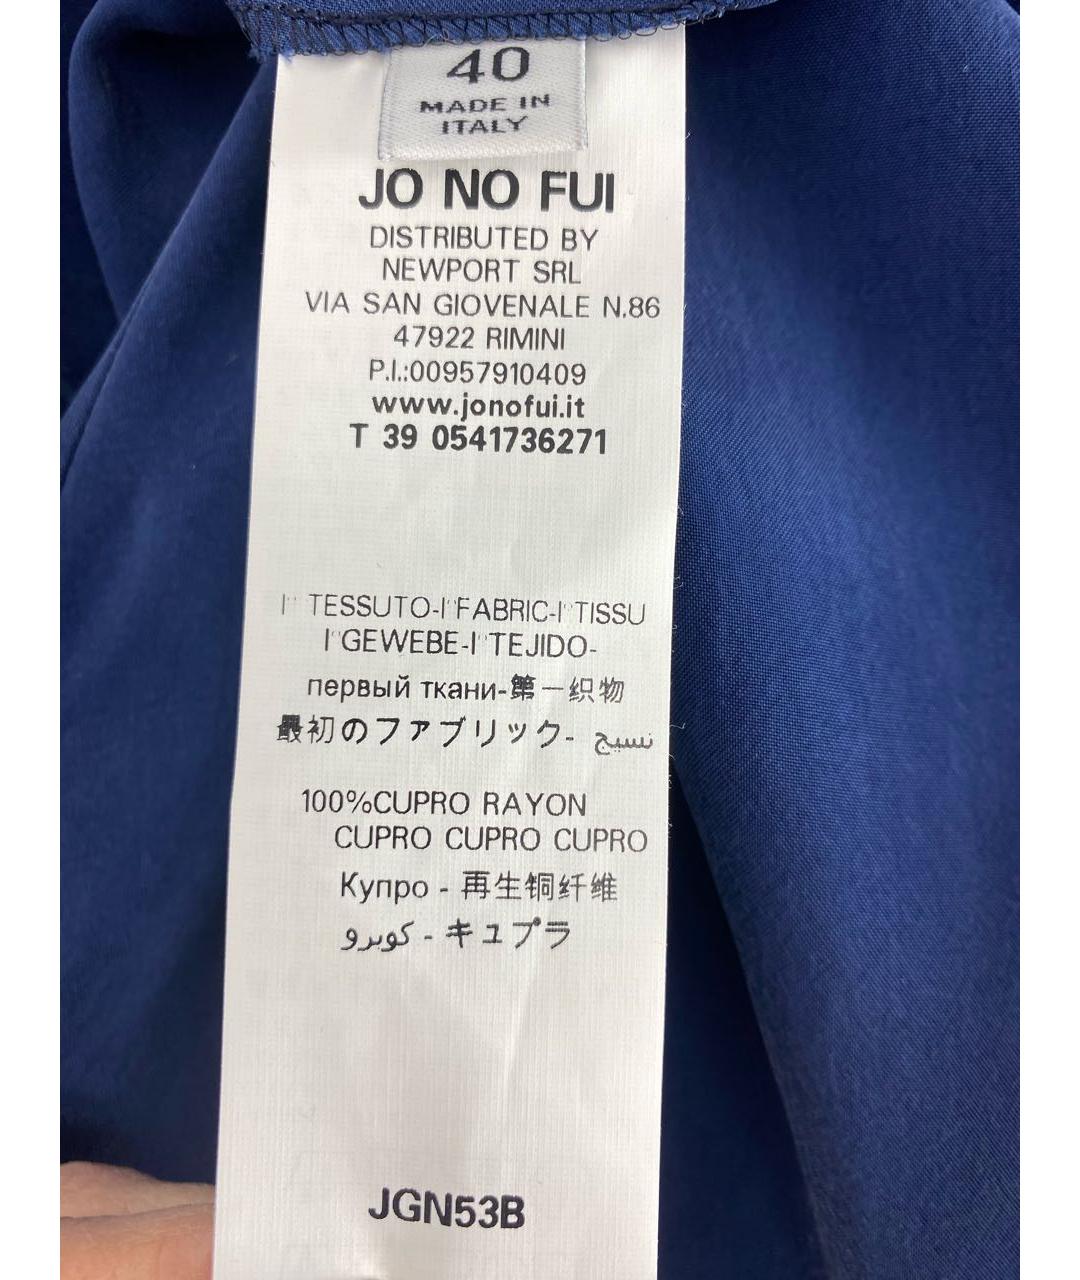 40
MADE IN
ITALY
JO NO FUI
DISTRIBUTED BY
NEWPORT SRL
VIA SAN GIOVENALE N.86
47922 RIMINI
P.I.:00957910409
www.jonofui.it
T 39 0541736271
I° TESSUTO-I°FABRIC-I°TISSU
I°GEWEBE-I°TEJIDO-
первый ткани-第一织物
最初のファブリック- نسيج
100%CUPRO RAYON
CUPRO CUPRO CUPRO
Купро - 再生铜纤维
كوبرو - キュプラ
JGN53B